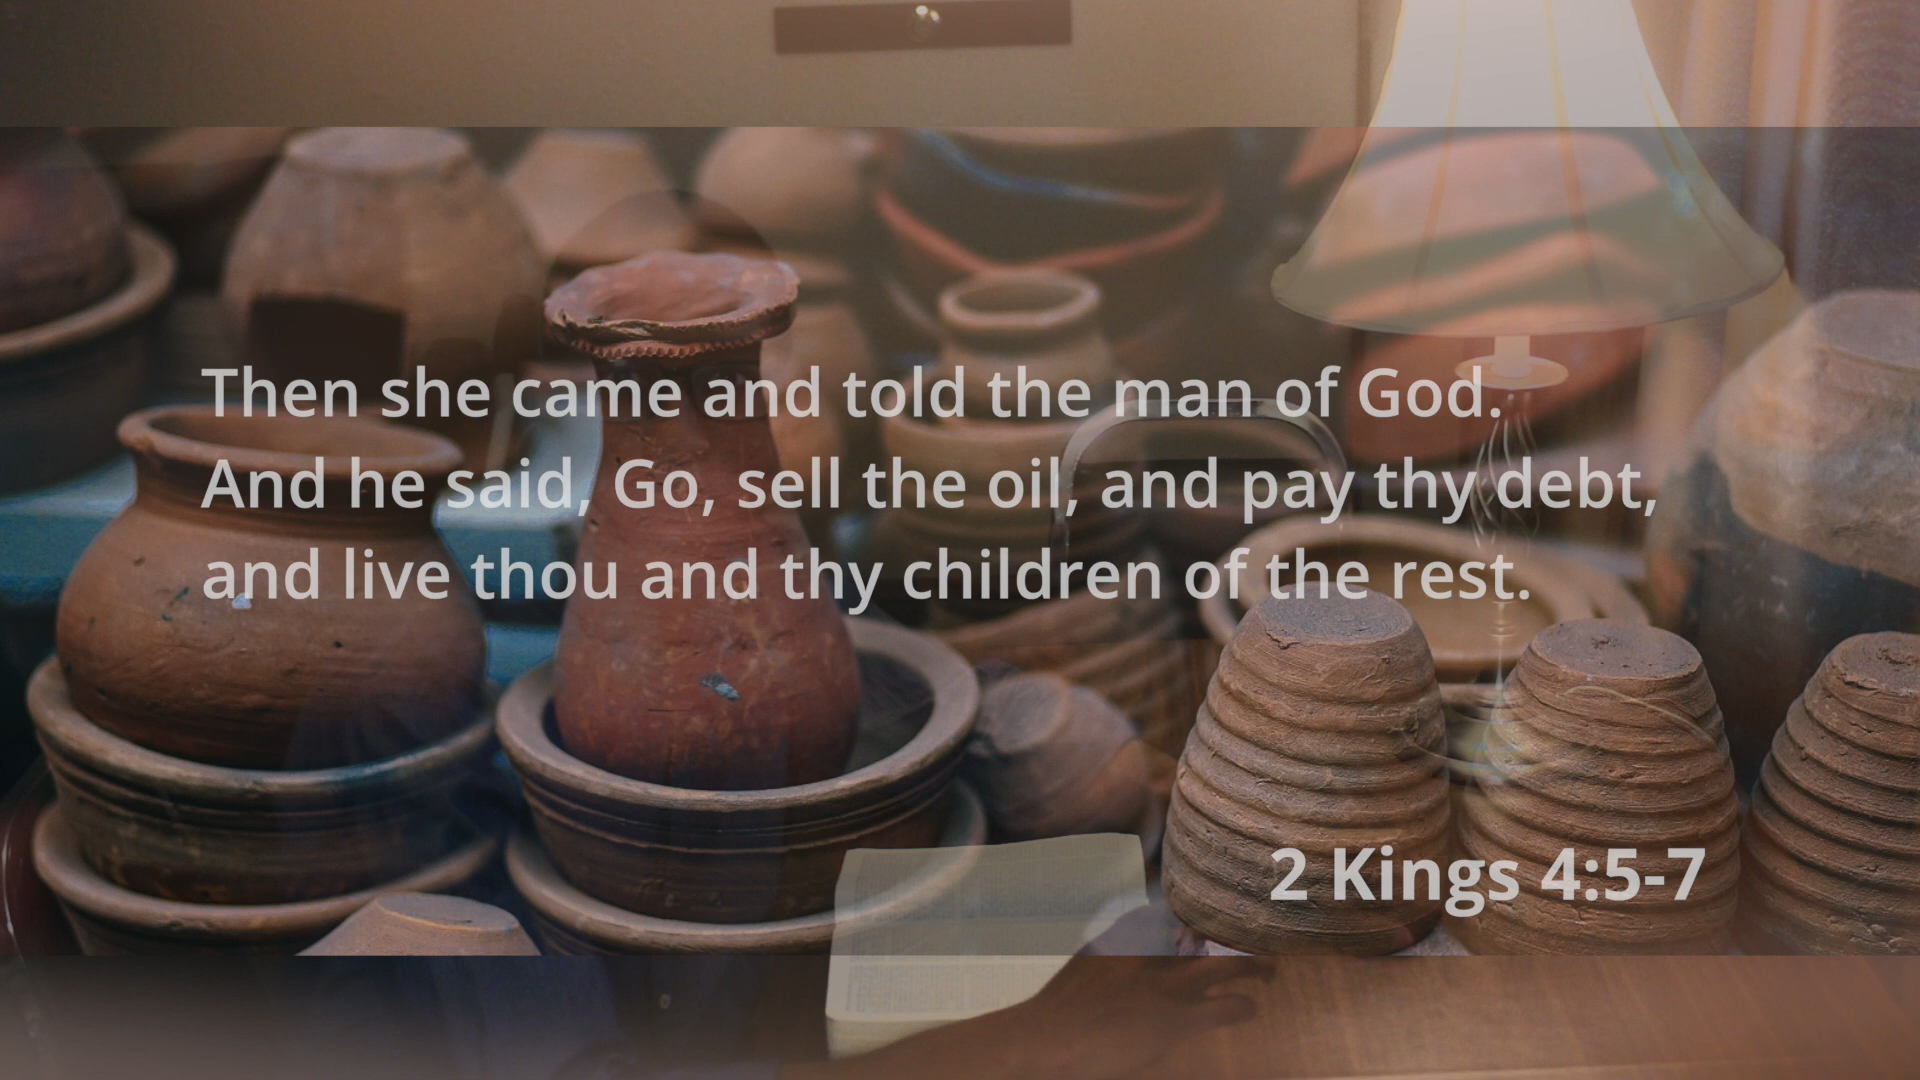 Then she came and told the man of God.
And he said, Go, sell the oil, and pay thy debt,
and live thou and thy children of the rest.
2 Kings 4:5-7